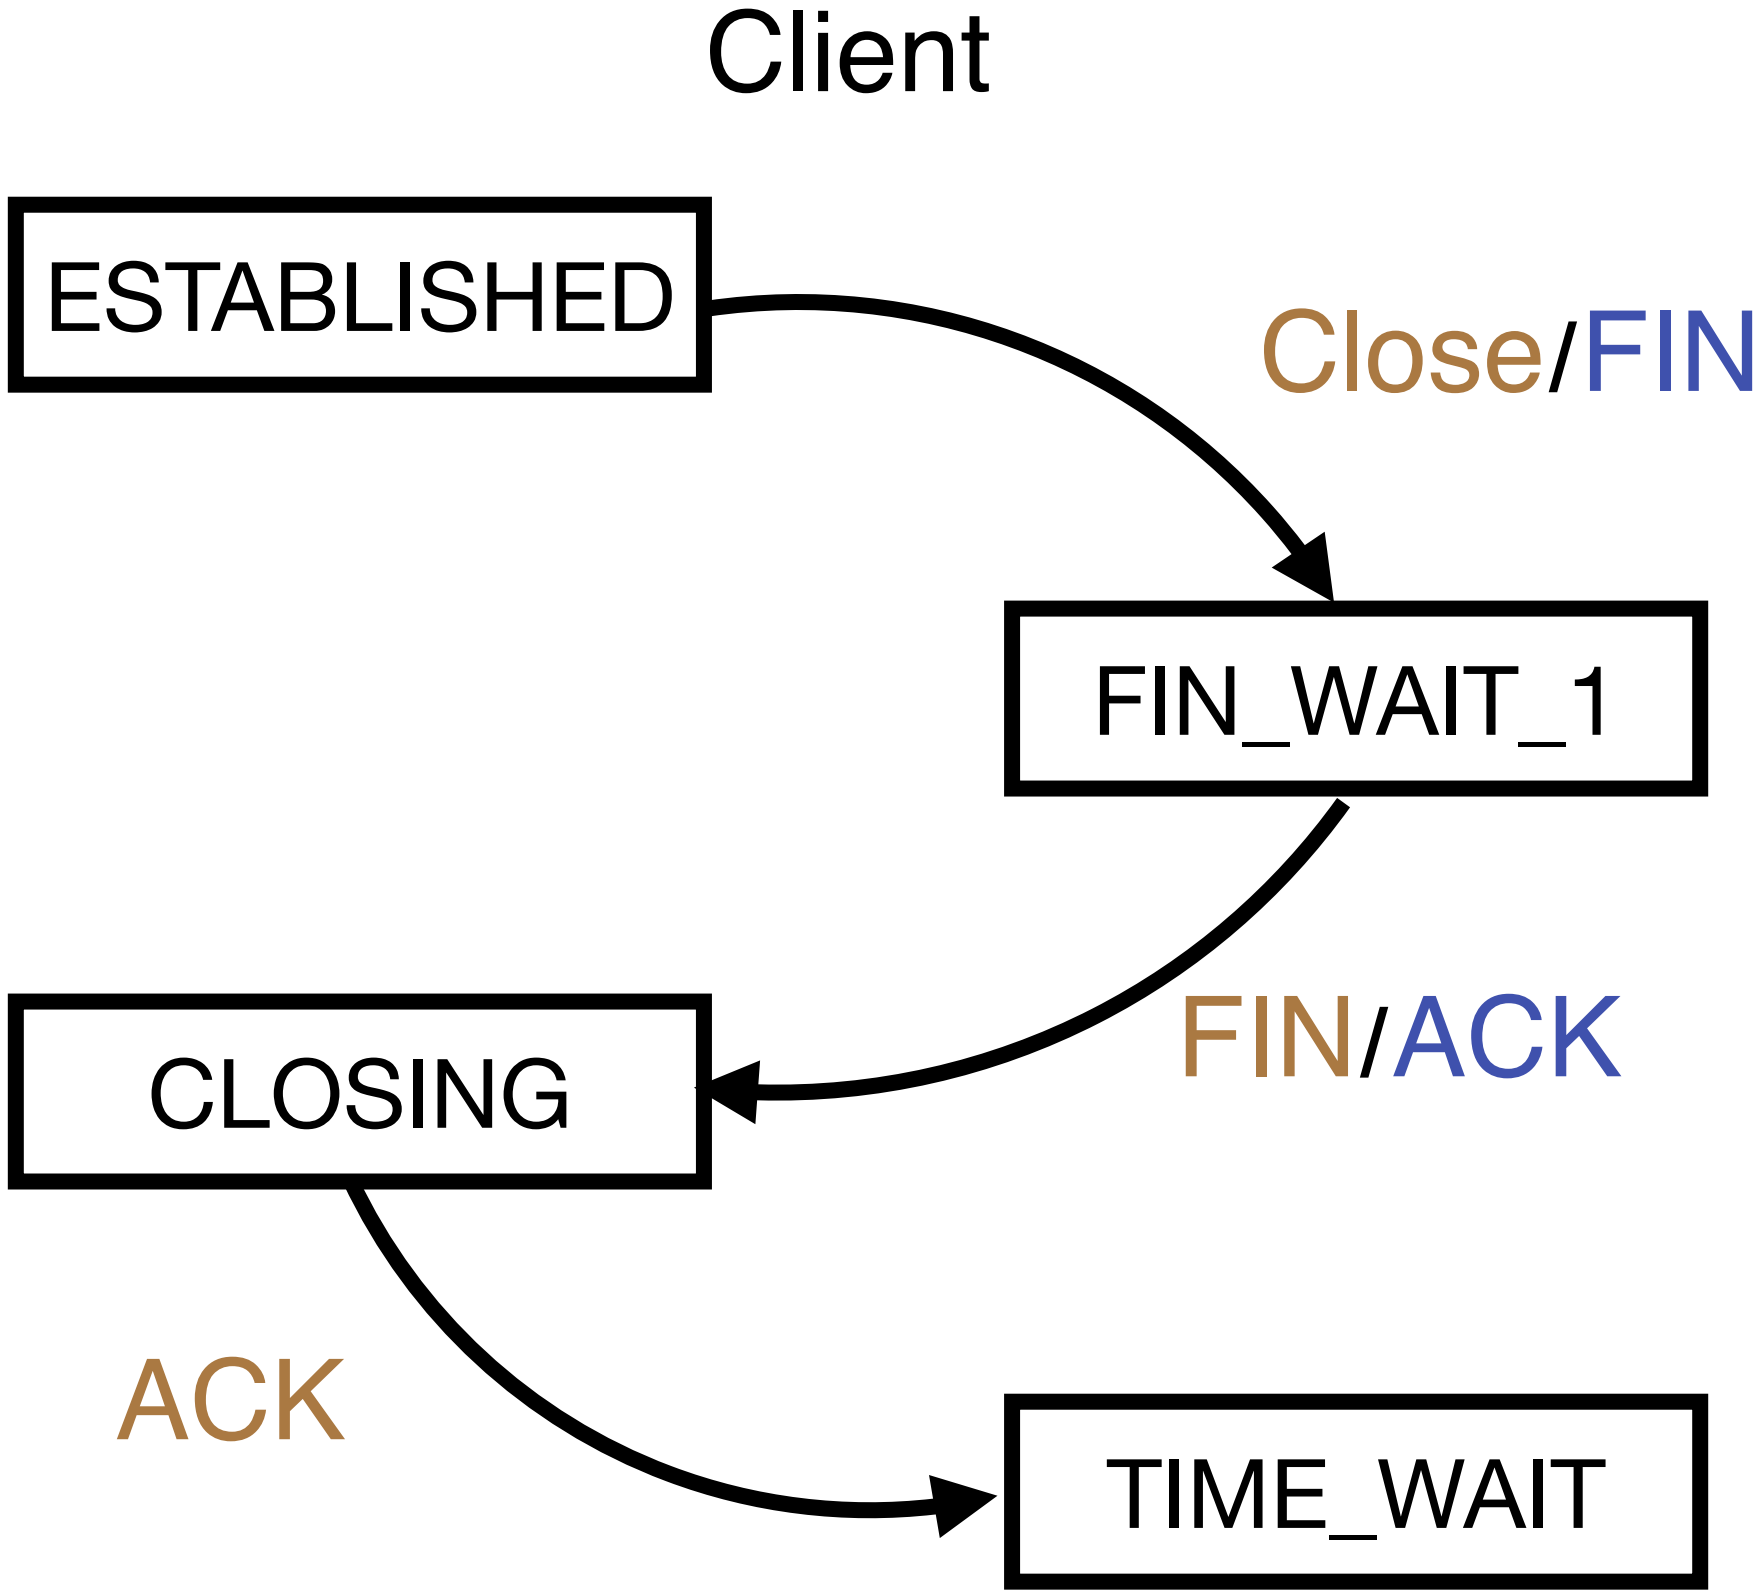 Client
ESTABLISHED
Close/FIN
FIN_WAIT_1
FIN/ACK
CLOSING
ACK
TIME_WAIT